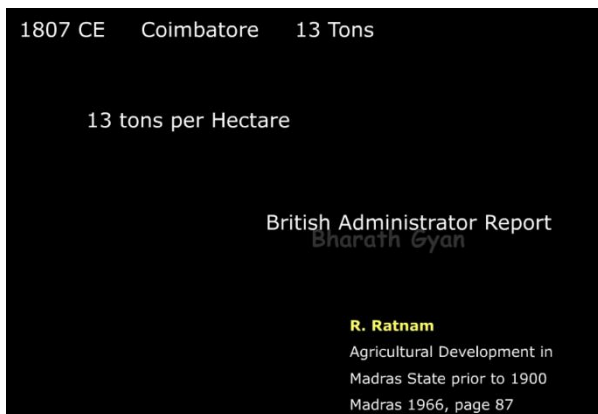 1807 CE Coimbatore 13 Tons
13 tons per Hectare
British Administrator Report
Bharath Gyan
R. Ratnam
Agricultural Development in
Madras State prior to 1900
Madras 1966, page 87